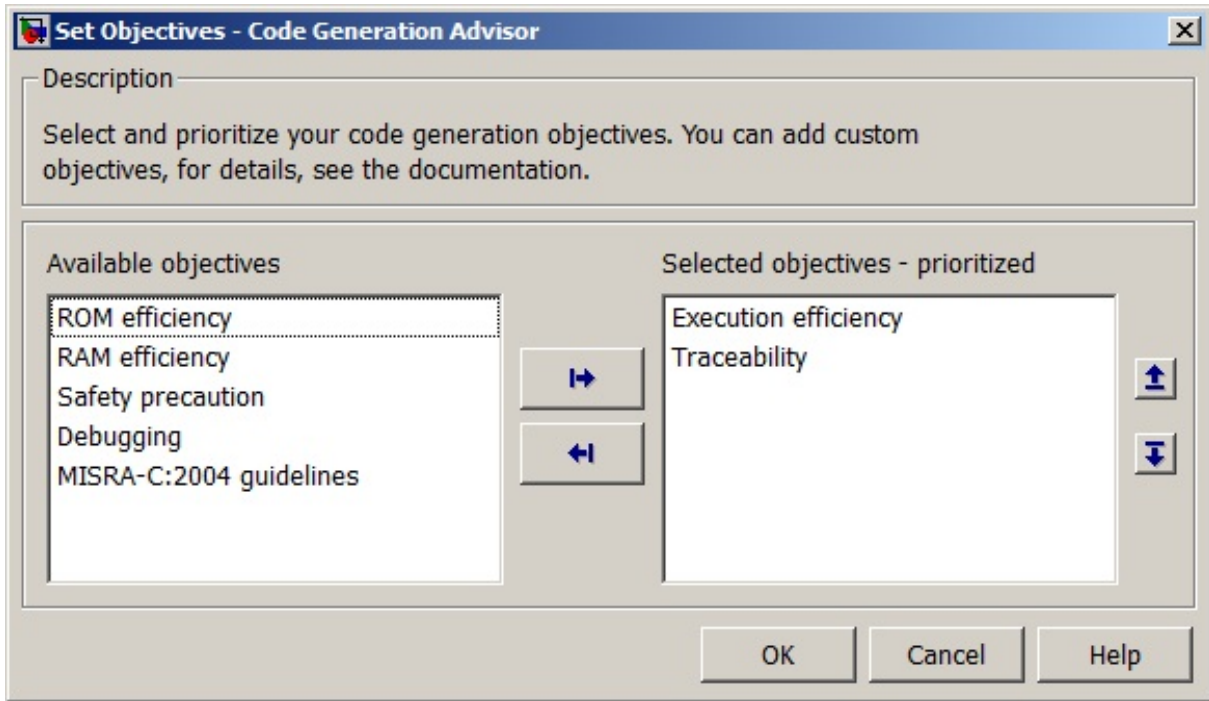 Set Objectives - Code Generation Advisor
Description
Select and prioritize your code generation objectives. You can add custom
objectives, for details, see the documentation.
Available objectives
ROM efficiency
RAM efficiency
Safety precaution
Debugging
MISRA-C:2004 guidelines
Selected objectives - prioritized
Execution efficiency
Traceability
OK
Cancel
Help